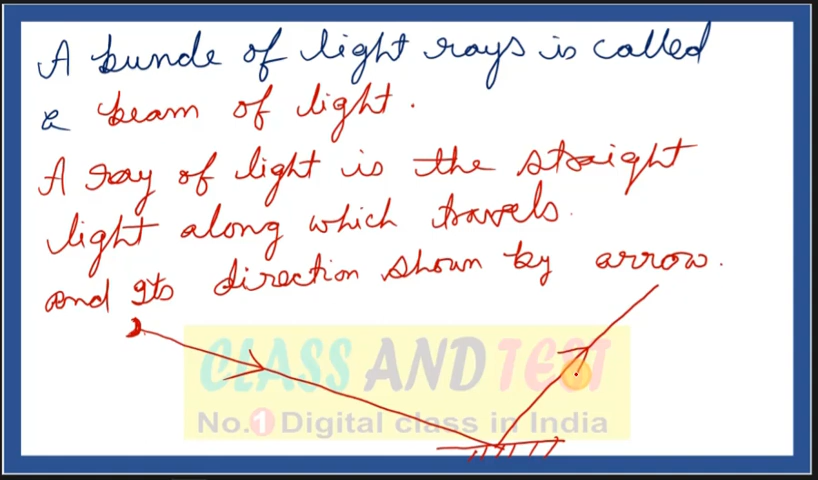 A bunde of light rays is called
a beam of light.
A ray of light is the straight
light along which travels.
and Its direction shown by arrow.
CLASS AND TEST
No.1 Digital class in India